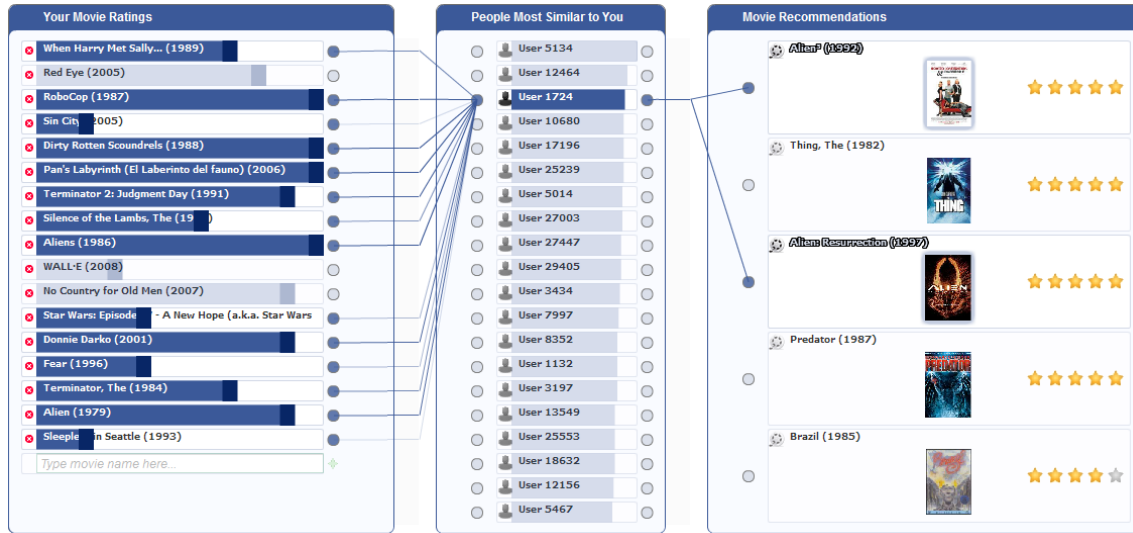 Your Movie Ratings
When Harry Met Sally... (1989)
Red Eye (2005)
RoboCop (1987)
Sin City 2005)
Dirty Rotten Scoundrels (1988)
Pan's Labyrinth (El Laberinto del fauno) (2006)
Terminator 2: Judgment Day (1991)
Silence of the Lambs, The (19
Aliens (1986)
WALL·E (2008)
No Country for Old Men (2007)
Star Wars: Episode - A New Hope (a.k.a. Star Wars
Donnie Darko (2001)
Fear (1996)
Terminator, The (1984)
Alien (1979)
Sleeple in Seattle (1993)
Type movie name here...
People Most Similar to You
User 5134
User 12464
User 1724
User 10680
User 17196
User 25239
User 5014
User 27003
User 27447
User 29405
User 3434
User 7997
User 8352
User 1132
User 3197
User 13549
User 25553
User 18632
User 12156
User 5467
Movie Recommendations
Alien³ (1992)
Thing, The (1982)
THING
Alien: Resurrection (1997)
ALIEN
Predator (1987)
PREDATOR
Brazil (1985)